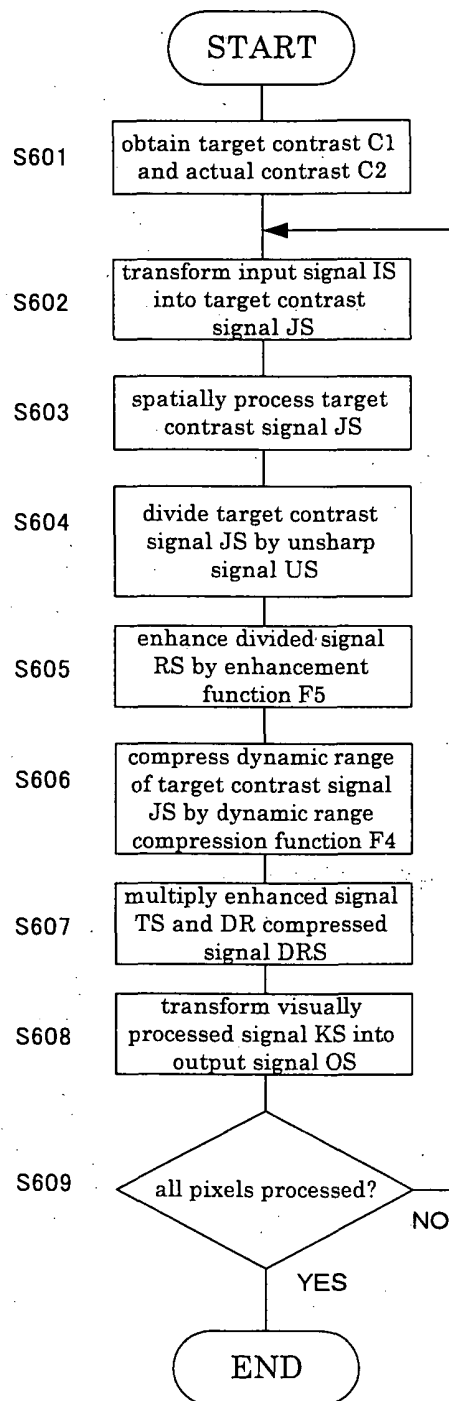 START
S601
obtain target contrast C1
and actual contrast C2
S602
transform input signal IS
into target contrast
signal JS
S603
spatially process target
contrast signal JS
S604
divide target contrast
signal JS by unsharp
signal US
S605
enhance divided signal
RS by enhancement
function F5
S606
compress dynamic range
of target contrast signal
JS by dynamic range
compression function F4
S607
multiply enhanced signal
TS and DR compressed
signal DRS
S608
transform visually
processed signal KS into
output signal OS
S609
all pixels processed?
NO
YES
END